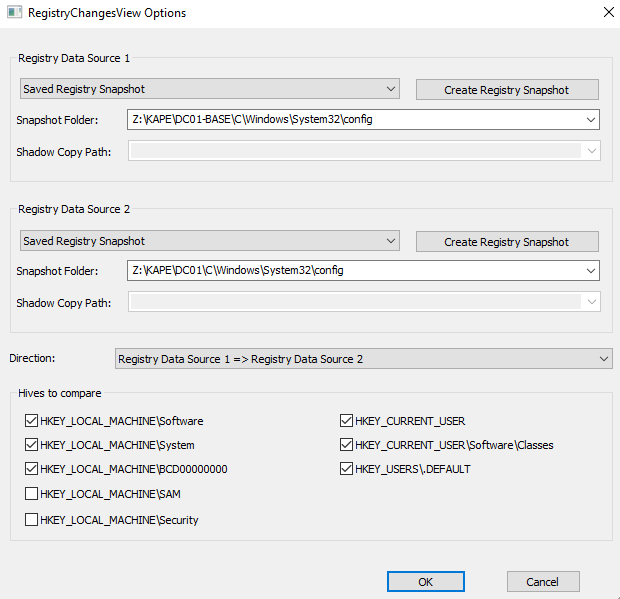 RegistryChangesView Options
Registry Data Source 1
Saved Registry Snapshot
Create Registry Snapshot
Snapshot Folder:
Z:\KAPE\DC01-BASE\C\Windows\System32\config
Shadow Copy Path:
Registry Data Source 2
Saved Registry Snapshot
Create Registry Snapshot
Snapshot Folder:
Z:\KAPE\DC01\C\Windows\System32\config
Shadow Copy Path:
Direction:
Registry Data Source 1 => Registry Data Source 2
Hives to compare
HKEY_LOCAL_MACHINE\Software
HKEY_CURRENT_USER
HKEY_LOCAL_MACHINE\System
HKEY_CURRENT_USER\Software\Classes
HKEY_LOCAL_MACHINE\BCD00000000
HKEY_USERS\.DEFAULT
HKEY_LOCAL_MACHINE\SAM
HKEY_LOCAL_MACHINE\Security
OK
Cancel